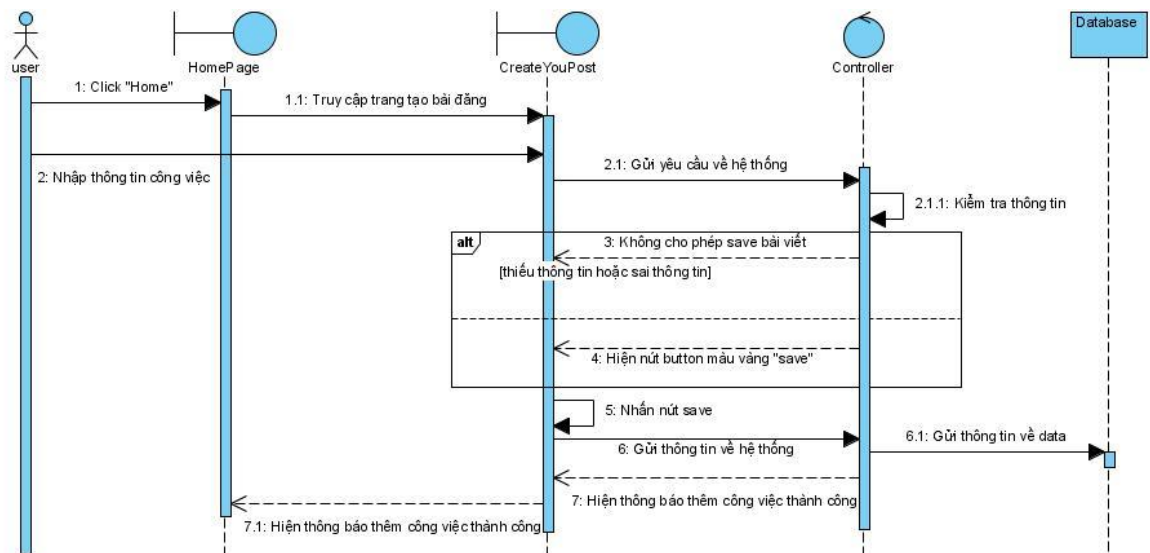 Database
user
HomePage
CreateYouPost
Controller
1: Click "Home"
1.1: Truy cập trang tạo bài đăng
2: Nhập thông tin công việc
2.1: Gửi yêu cầu về hệ thống
2.1.1: Kiểm tra thông tin
alt
3: Không cho phép save bài viết
[thiếu thông tin hoặc sai thông tin]
4: Hiện nút button màu vàng "save"
5: Nhấn nút save
6: Gửi thông tin về hệ thống
6.1: Gửi thông tin về data
7: Hiện thông báo thêm công việc thành công
7.1: Hiện thông báo thêm công việc thành công